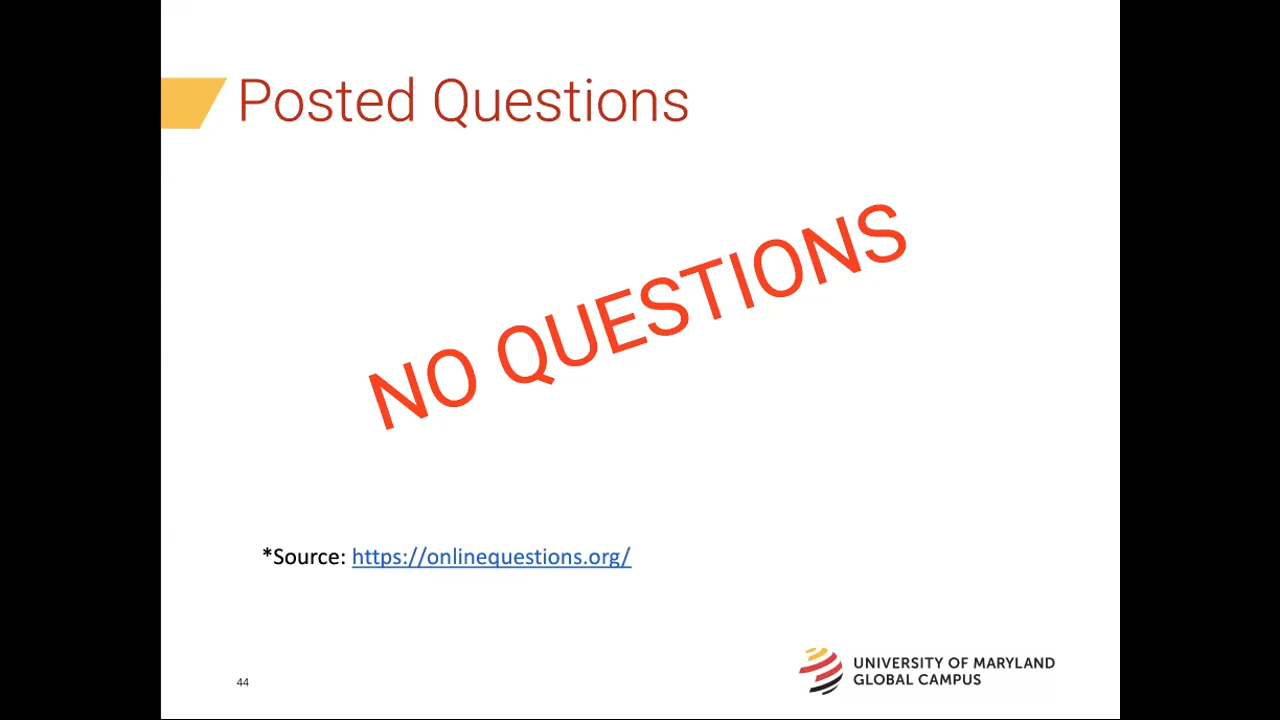 Posted Questions
NO QUESTIONS
*Source: https://onlinequestions.org/
44
UNIVERSITY OF MARYLAND
GLOBAL CAMPUS